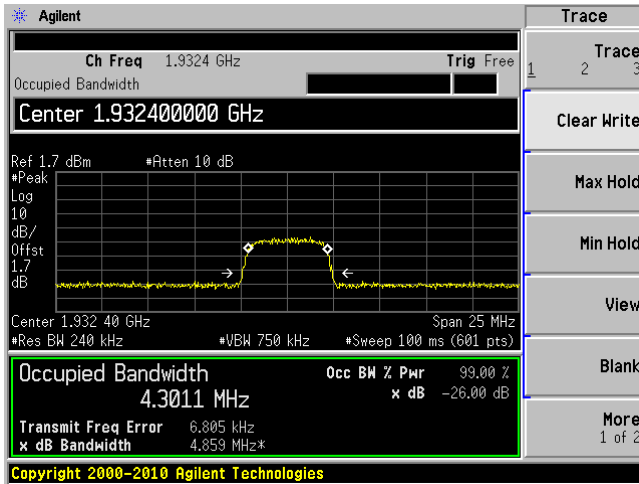 Agilent
Trace
Ch Freq 1.9324 GHz Trig Free
Occupied Bandwidth
Center 1.932400000 GHz
Ref 1.7 dBm #Atten 10 dB
#Peak
Log
10
dB/
Offst
1.7
dB
Center 1.932 40 GHz Span 25 MHz
#Res BW 240 kHz #VBW 750 kHz #Sweep 100 ms (601 pts)
Occupied Bandwidth Occ BW % Pwr 99.00 %
4.3011 MHz x dB -26.00 dB
Transmit Freq Error 6.805 kHz
x dB Bandwidth 4.859 MHz*
Copyright 2000-2010 Agilent Technologies
Trace
1 2 3
Clear Write
Max Hold
Min Hold
View
Blank
More
1 of 2